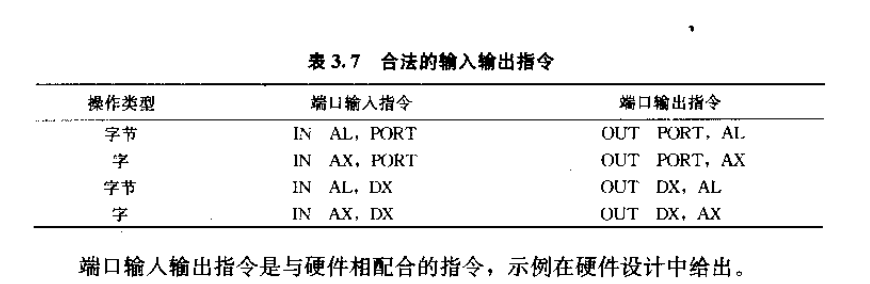 表 3.7 合法的输入输出指令
操作类型 端口输入指令 端口输出指令
字节 IN AL, PORT OUT PORT, AL
字 IN AX, PORT OUT PORT, AX
字节 IN AL, DX OUT DX, AL
字 IN AX, DX OUT DX, AX
端口输入输出指令是与硬件相配合的指令，示例在硬件设计中给出。